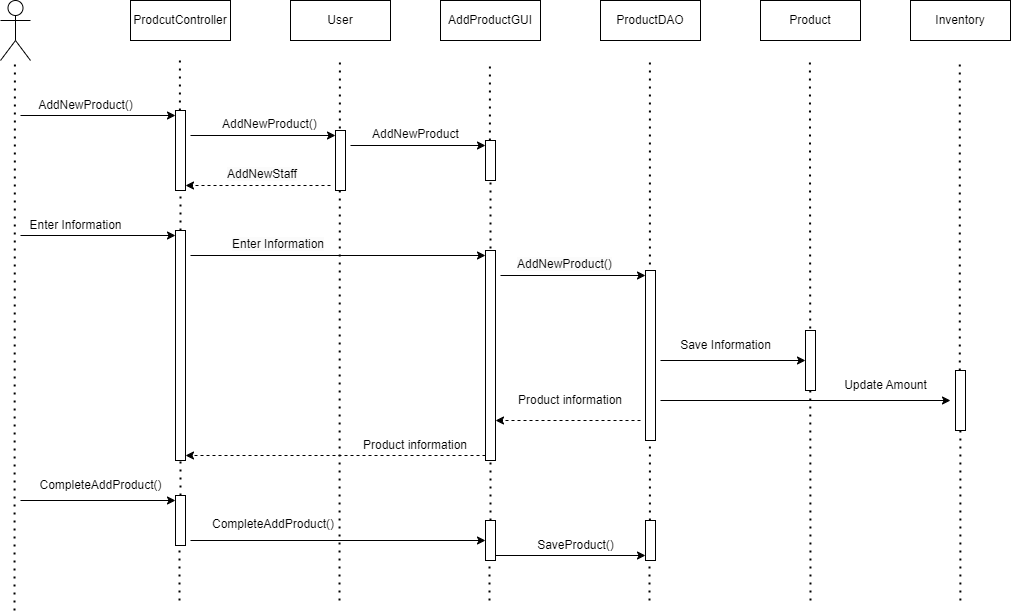 ProdcutController
User
AddProductGUI
ProductDAO
Product
Inventory
AddNewProduct()
AddNewProduct()
AddNewProduct
AddNewStaff
Enter Information
Enter Information
AddNewProduct()
Save Information
Update Amount
Product information
Product information
CompleteAddProduct()
CompleteAddProduct()
SaveProduct()